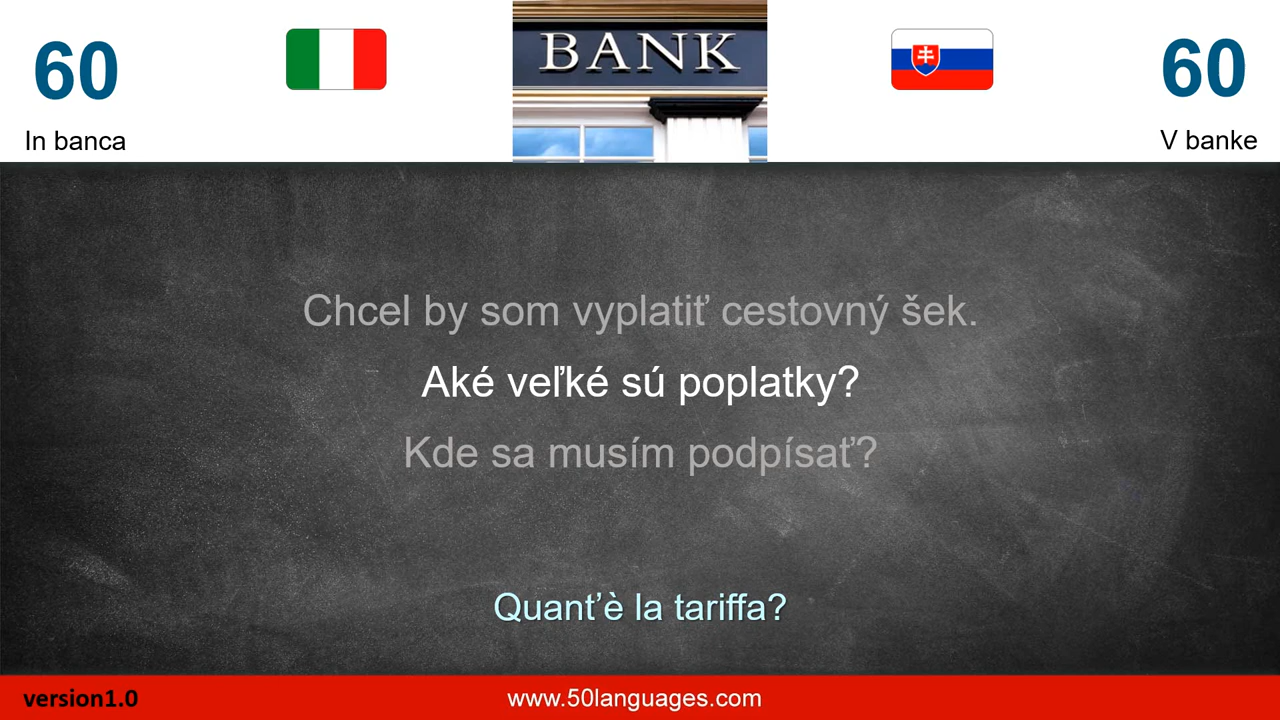 60
In banca
BANK
60
V banke
Chcel by som vyplatiť cestovný šek.
Aké veľké sú poplatky?
Kde sa musím podpísať?
Quant’è la tariffa?
version1.0
www.50languages.com